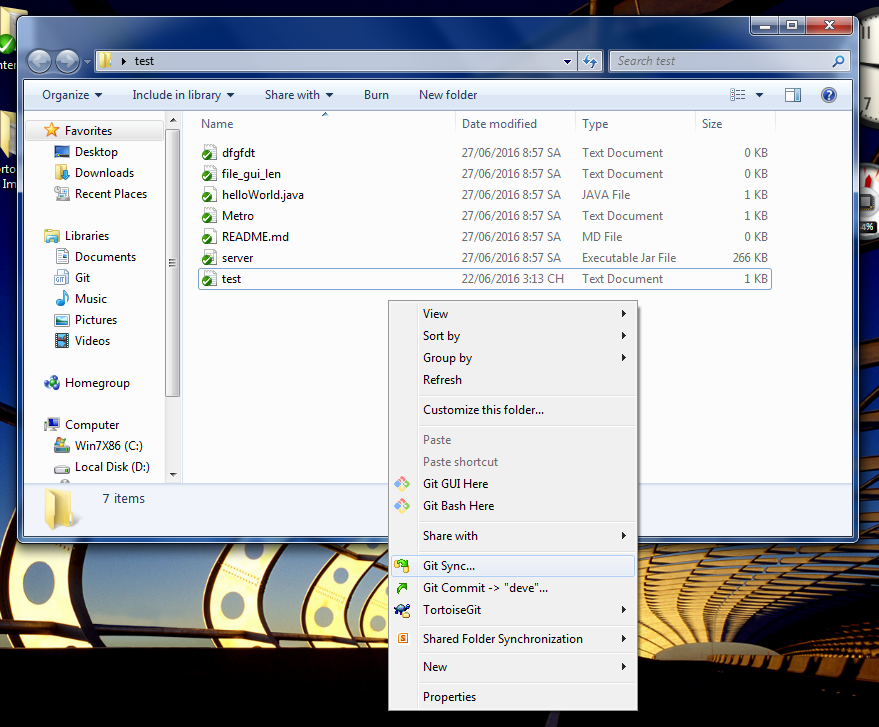 test
Search test
Organize
Include in library
Share with
Burn
New folder
Name
Date modified
Type
Size
Favorites
Desktop
Downloads
Recent Places
Libraries
Documents
Git
Music
Pictures
Videos
Homegroup
Computer
Win7X86 (C:)
Local Disk (D:)
dfgfdt 27/06/2016 8:57 SA Text Document 0 KB
file_gui_len 27/06/2016 8:57 SA Text Document 0 KB
helloWorld.java 27/06/2016 8:57 SA JAVA File 1 KB
Metro 27/06/2016 8:57 SA Text Document 1 KB
README.md 27/06/2016 8:57 SA MD File 0 KB
server 27/06/2016 8:57 SA Executable Jar File 266 KB
test 22/06/2016 3:13 CH Text Document 1 KB
View
Sort by
Group by
Refresh
Customize this folder...
Paste
Paste shortcut
Git GUI Here
Git Bash Here
Share with
Git Sync...
Git Commit -> "deve"...
TortoiseGit
Shared Folder Synchronization
New
Properties
7 items